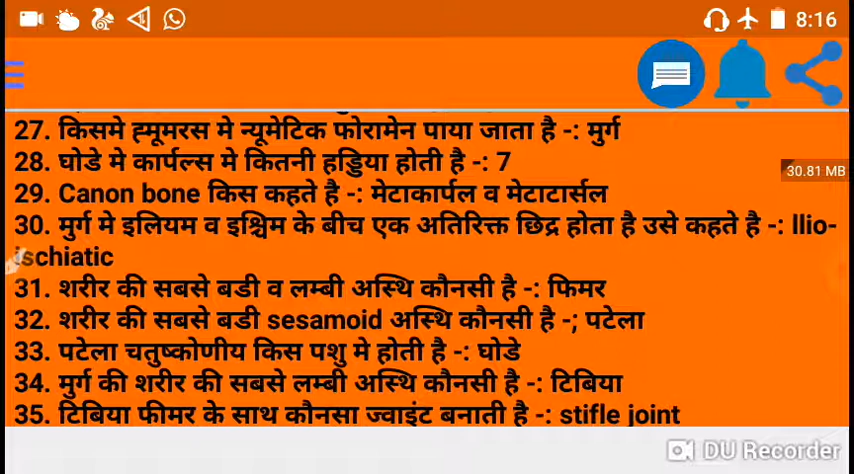 8:16
27. किसमे ह्मूमरस मे न्यूमेटिक फोरामेन पाया जाता है -: मुर्ग
28. घोडे मे कार्पल्स मे कितनी हड्डिया होती है -: 7
30.81 MB
29. Canon bone किस कहते है -: मेटाकार्पल व मेटाटार्सल
30. मुर्ग मे इलियम व इश्चिम के बीच एक अतिरिक्त छिद्र होता है उसे कहते है -: llio-
ischiatic
31. शरीर की सबसे बडी व लम्बी अस्थि कौनसी है -: फिमर
32. शरीर की सबसे बडी sesamoid अस्थि कौनसी है -; पटेला
33. पटेला चतुष्कोणीय किस पशु मे होती है -: घोडे
34. मुर्ग की शरीर की सबसे लम्बी अस्थि कौनसी है -: टिबिया
35. टिबिया फीमर के साथ कौनसा ज्वाइंट बनाती है -: stifle joint
DU Recorder